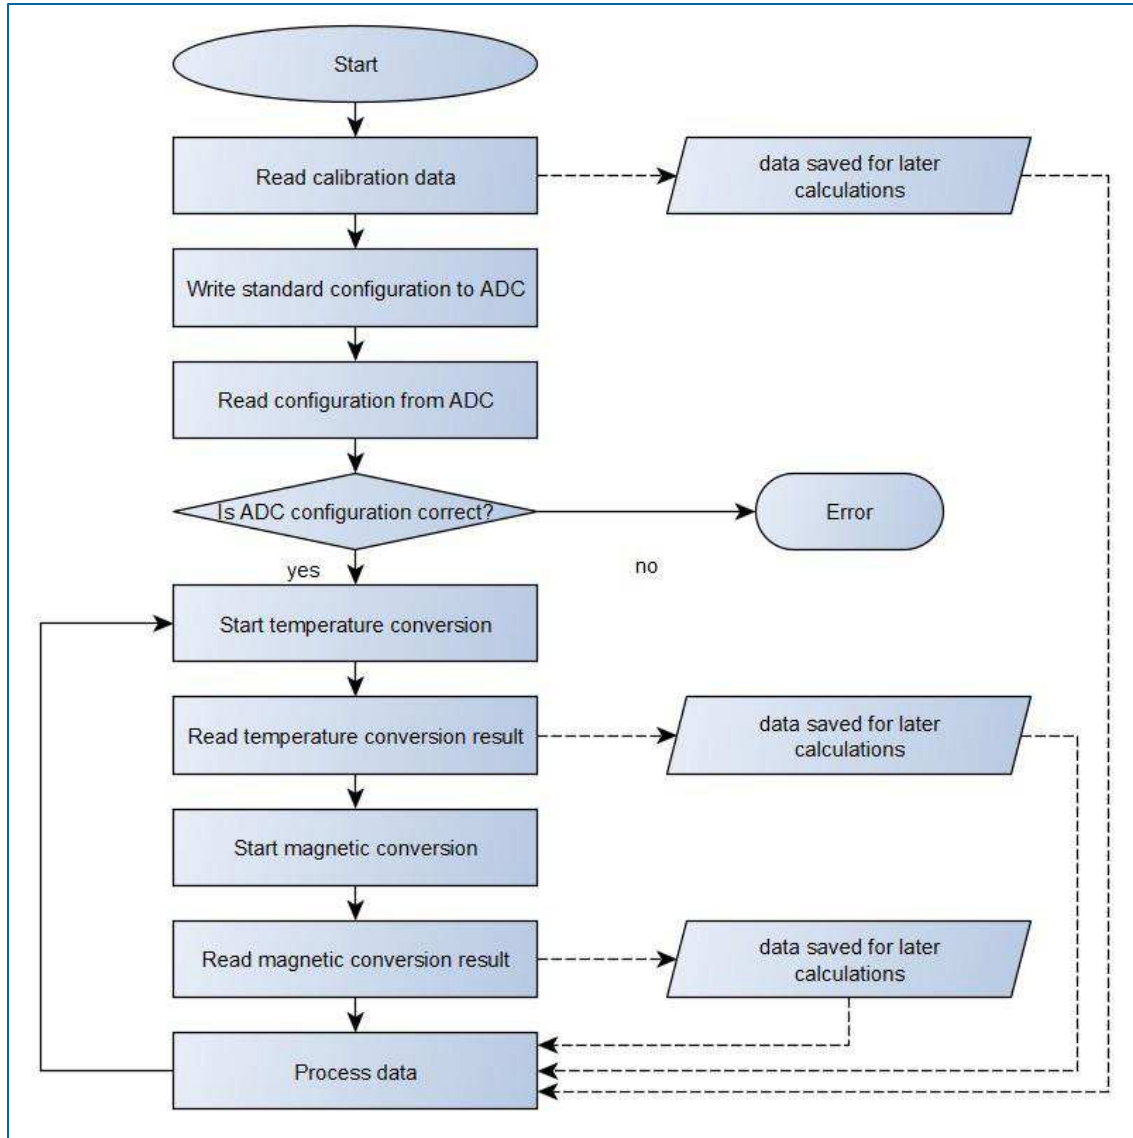 Start
Read calibration data
data saved for later
calculations
Write standard configuration to ADC
Read configuration from ADC
Is ADC configuration correct?
Error
yes
no
Start temperature conversion
Read temperature conversion result
data saved for later
calculations
Start magnetic conversion
Read magnetic conversion result
data saved for later
calculations
Process data